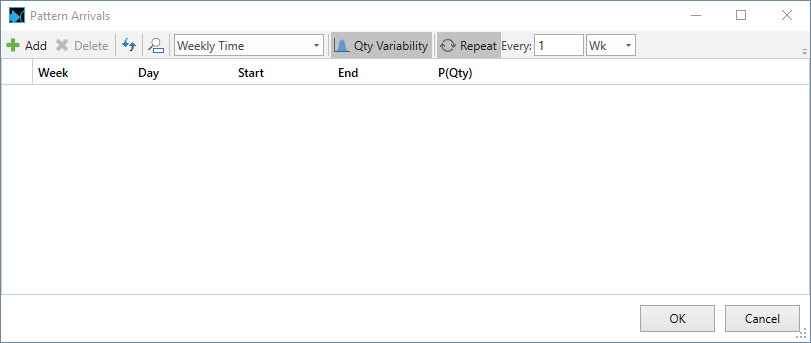 Pattern Arrivals
Add Delete Weekly Time Qty Variability Repeat Every: 1 Wk
Week Day Start End P(Qty)
OK Cancel